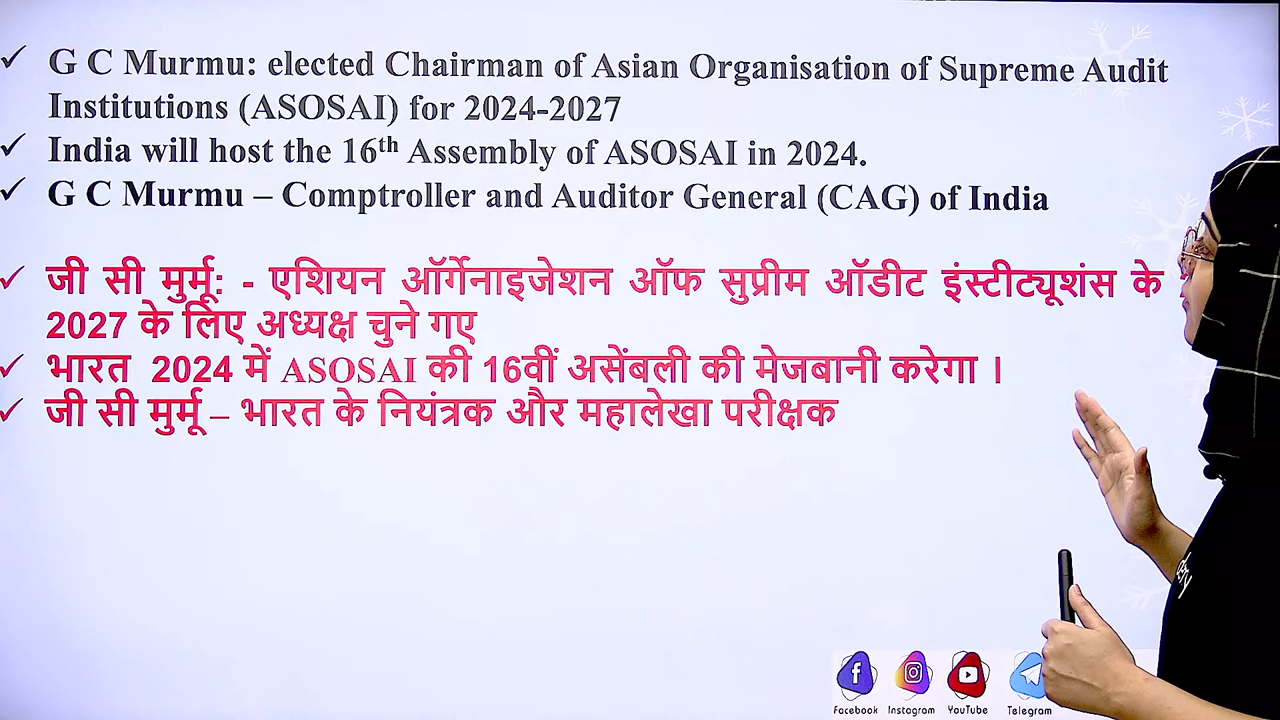 ✓ G C Murmu: elected Chairman of Asian Organisation of Supreme Audit
Institutions (ASOSAI) for 2024-2027
✓ India will host the 16th Assembly of ASOSAI in 2024.
✓ G C Murmu – Comptroller and Auditor General (CAG) of India
✓ जी सी मुर्मू: - एशियन ऑर्गेनाइजेशन ऑफ सुप्रीम ऑडीट इंस्टीट्यूशंस के
2027 के लिए अध्यक्ष चुने गए
✓ भारत 2024 में ASOSAI की 16वीं असेंबली की मेजबानी करेगा ।
✓ जी सी मुर्मू – भारत के नियंत्रक और महालेखा परीक्षक
Facebook Instagram YouTube Telegram